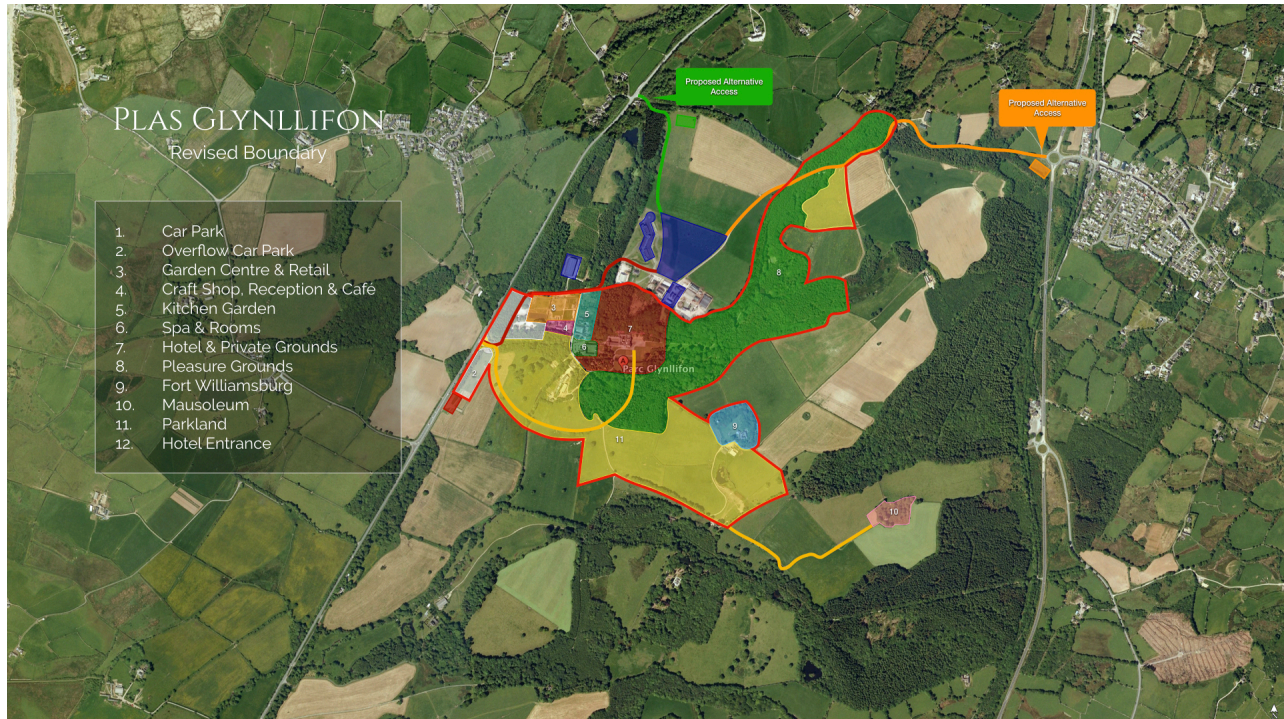 PLAS GLYNLLIFON
Revised Boundary
1. Car Park
2. Overflow Car Park
3. Garden Centre & Retail
4. Craft Shop, Reception & Café
5. Kitchen Garden
6. Spa & Rooms
7. Hotel & Private Grounds
8. Pleasure Grounds
9. Fort Williamsburg
10. Mausoleum
11. Parkland
12. Hotel Entrance
Proposed Alternative
Access
Proposed Alternative
Access
8
3
5
4
7
6
A
Parc Glynllifon
2
9
11
10